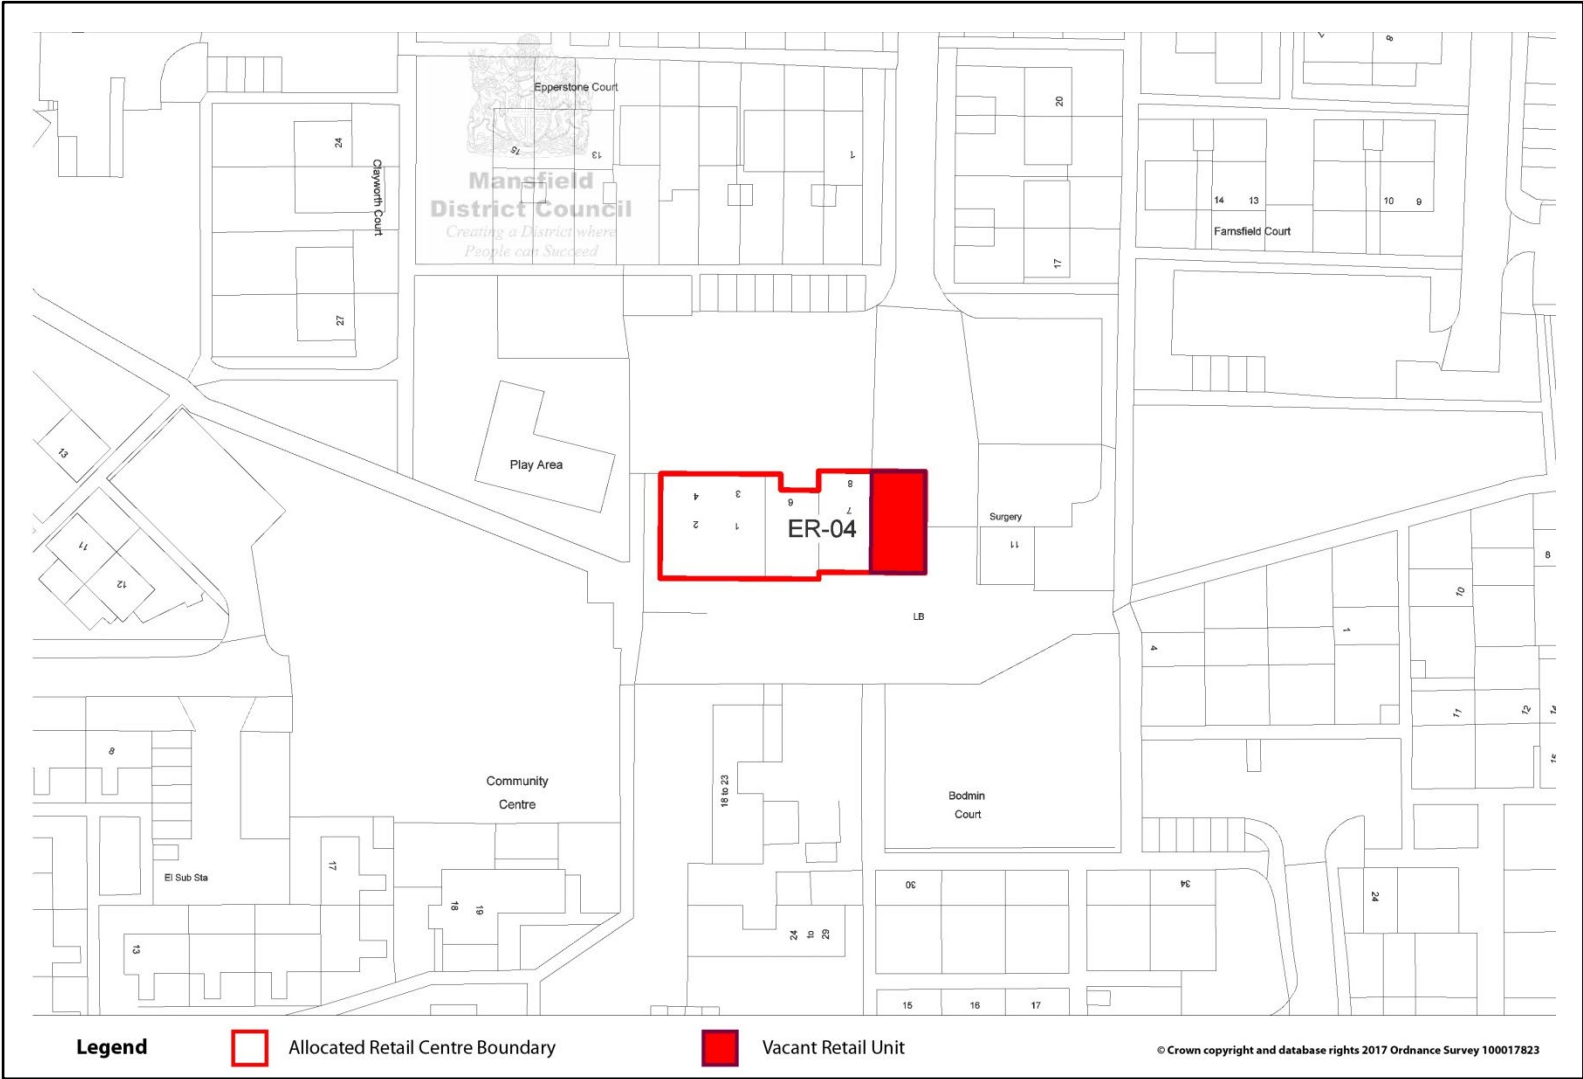 7
8
Epperstone Court
20
24
15
13
1
Clayworth Court
Mansfield
District Council
Creating a District where
People can Succeed
14
13
10
9
Farnsfield Court
17
27
13
Play Area
4
3
6
8
2
1
7
ER-04
Surgery
11
11
12
8
10
LB
1
4
11
12
14
15
8
Community
Centre
18 to 23
Bodmin
Court
17
El Sub Sta
30
34
24
18
19
13
24
to
29
15
16
17
Legend
Allocated Retail Centre Boundary
Vacant Retail Unit
© Crown copyright and database rights 2017 Ordnance Survey 100017823